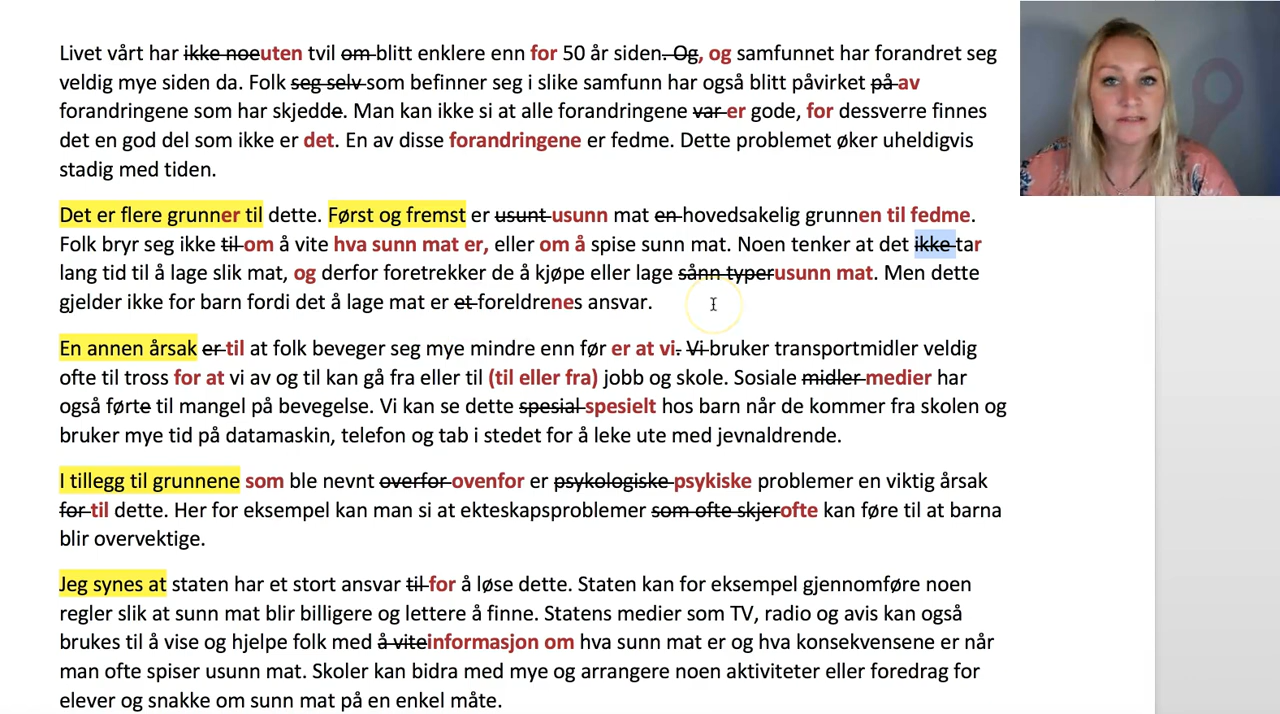 Livet vårt har ikke noeuten tvil om blitt enklere enn for 50 år siden. Og, og samfunnet har forandret seg
veldig mye siden da. Folk seg selv som befinner seg i slike samfunn har også blitt påvirket på av
forandringene som har skjedde. Man kan ikke si at alle forandringene var er gode, for dessverre finnes
det en god del som ikke er det. En av disse forandringene er fedme. Dette problemet øker uheldigvis
stadig med tiden.
Det er flere grunner til dette. Først og fremst er usunt usunn mat en hovedsakelig grunnen til fedme.
Folk bryr seg ikke til om å vite hva sunn mat er, eller om å spise sunn mat. Noen tenker at det ikke tar
lang tid til å lage slik mat, og derfor foretrekker de å kjøpe eller lage sånn typerusunn mat. Men dette
gjelder ikke for barn fordi det å lage mat er et foreldrenes ansvar.
En annen årsak er til at folk beveger seg mye mindre enn før er at vi. Vi bruker transportmidler veldig
ofte til tross for at vi av og til kan gå fra eller til (til eller fra) jobb og skole. Sosiale midler medier har
også førte til mangel på bevegelse. Vi kan se dette spesial spesielt hos barn når de kommer fra skolen og
bruker mye tid på datamaskin, telefon og tab i stedet for å leke ute med jevnaldrende.
I tillegg til grunnene som ble nevnt overfor ovenfor er psykologiske psykiske problemer en viktig årsak
for til dette. Her for eksempel kan man si at ekteskapsproblemer som ofte skjerofte kan føre til at barna
blir overvektige.
Jeg synes at staten har et stort ansvar til for å løse dette. Staten kan for eksempel gjennomføre noen
regler slik at sunn mat blir billigere og lettere å finne. Statens medier som TV, radio og avis kan også
brukes til å vise og hjelpe folk med å viteinformasjon om hva sunn mat er og hva konsekvensene er når
man ofte spiser usunn mat. Skoler kan bidra med mye og arrangere noen aktiviteter eller foredrag for
elever og snakke om sunn mat på en enkel måte.